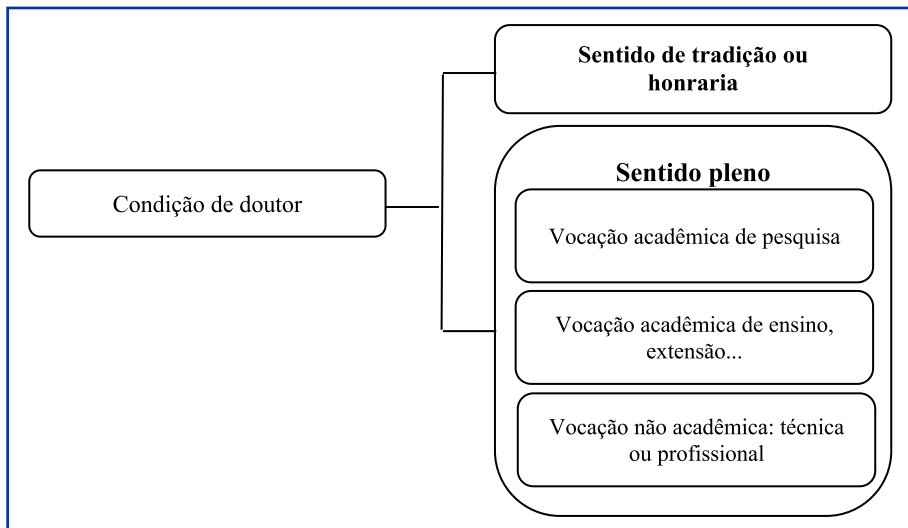 Sentido de tradição ou
honraria
Condição de doutor
Sentido pleno
Vocação acadêmica de pesquisa
Vocação acadêmica de ensino,
extensão...
Vocação não acadêmica: técnica
ou profissional